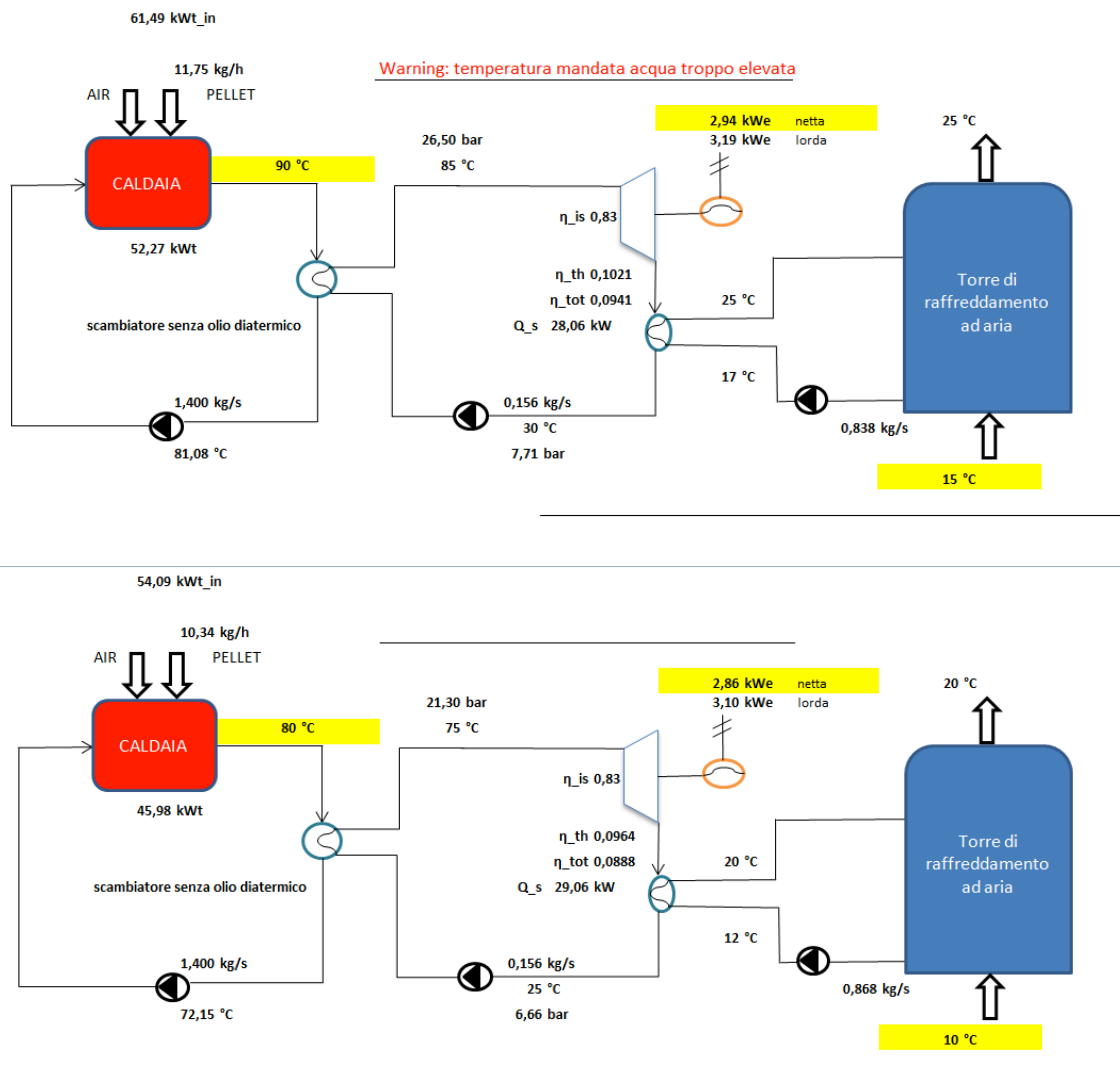 61,49 kWt_in
11,75 kg/h
AIR PELLET
Warning: temperatura mandata acqua troppo elevata
2,94 kWe netta
3,19 kWe lorda
25 °C
26,50 bar
90 °C
85 °C
CALDAIA
η_is 0,83
52,27 kWt
η_th 0,1021
η_tot 0,0941
Q_s 28,06 kW
25 °C
Torre di
raffreddamento
ad aria
scambiatore senza olio diatermico
17 °C
1,400 kg/s
0,156 kg/s
30 °C
0,838 kg/s
81,08 °C
7,71 bar
15 °C
54,09 kWt_in
10,34 kg/h
AIR PELLET
2,86 kWe netta
3,10 kWe lorda
20 °C
21,30 bar
80 °C
75 °C
CALDAIA
η_is 0,83
45,98 kWt
η_th 0,0964
η_tot 0,0888
Q_s 29,06 kW
20 °C
Torre di
raffreddamento
ad aria
scambiatore senza olio diatermico
12 °C
1,400 kg/s
0,156 kg/s
25 °C
0,868 kg/s
72,15 °C
6,66 bar
10 °C